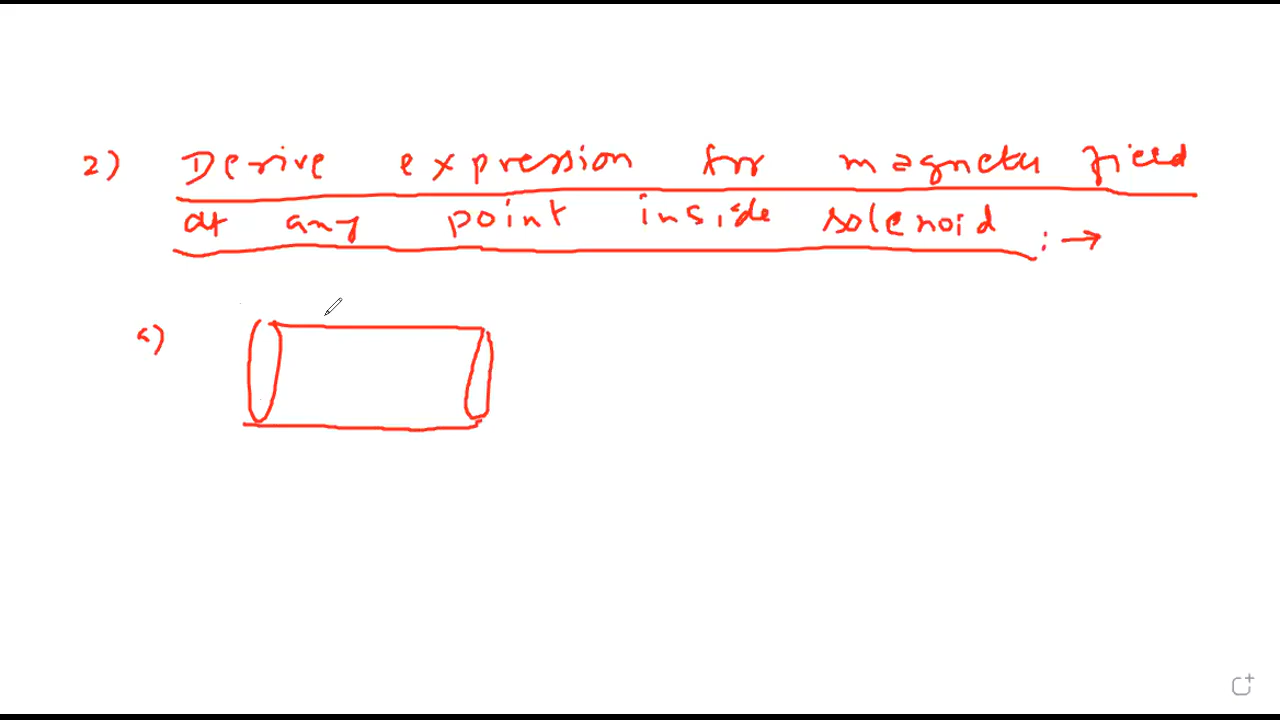 2) Derive expression for magnetic field
at any point inside solenoid :→
a)